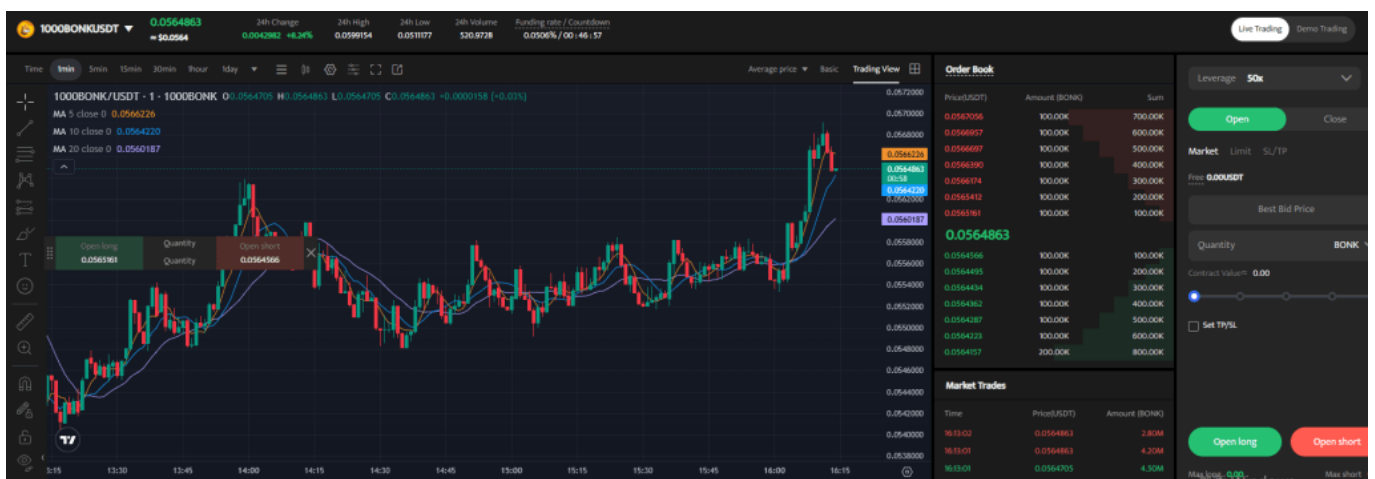 1000BONKUSDT ▼ 0.0564863 ≈ $0.0564
24h Change 24h High 24h Low 24h Volume Funding rate / Countdown
0.0042982 +8.24% 0.0599154 0.0511177 520.972B 0.0506% / 00 : 46 : 57
Live Trading Demo Trading
Time 1min 5min 15min 30min 1hour 1day Average price ▼ Basic Trading View
1000BONK/USDT · 1 · 1000BONK O0.0564705 H0.0564863 L0.0564705 C0.0564863 +0.0000158 (+0.03%)
MA 5 close 0 0.0566226
MA 10 close 0 0.0564220
MA 20 close 0 0.0560187
Open long Quantity Open short
0.0565161 Quantity 0.0564566
0.0572000
0.0570000
0.0568000
0.0566226
0.0564863
00:58
0.0564220
0.0562000
0.0560187
0.0558000
0.0556000
0.0554000
0.0552000
0.0550000
0.0548000
0.0546000
0.0544000
0.0542000
0.0540000
0.0538000
3:15 13:30 13:45 14:00 14:15 14:30 14:45 15:00 15:15 15:30 15:45 16:00 16:15
Order Book
Price(USDT) Amount (BONK) Sum
0.0567056 100.00K 700.00K
0.0566957 100.00K 600.00K
0.0566697 100.00K 500.00K
0.0566390 100.00K 400.00K
0.0566174 100.00K 300.00K
0.0565412 100.00K 200.00K
0.0565161 100.00K 100.00K
0.0564863
0.0564566 100.00K 100.00K
0.0564495 100.00K 200.00K
0.0564434 100.00K 300.00K
0.0564362 100.00K 400.00K
0.0564287 100.00K 500.00K
0.0564223 100.00K 600.00K
0.0564157 200.00K 800.00K
Market Trades
Time Price(USDT) Amount (BONK)
16:13:02 0.0564863 2.80M
16:13:01 0.0564863 4.20M
16:13:01 0.0564705 4.50M
Leverage 50x
Open Close
Market Limit SL/TP
Free 0.00USDT
Best Bid Price
Quantity BONK
Contract Value≈ 0.00
Set TP/SL
Open long Open short
Max long 0.00 Max short